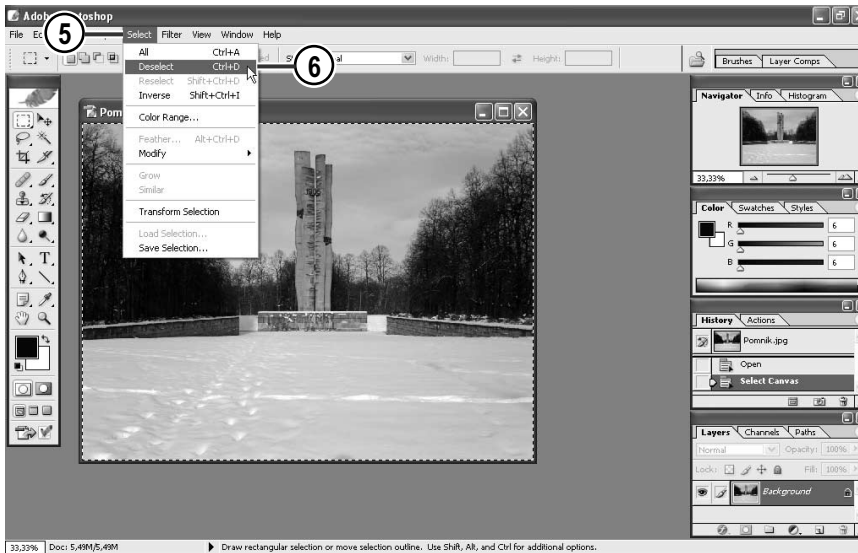 Adob
toshop
File
Select Filter View Window Help
5
6
All Ctrl+A
Deselect Ctrl+D
Reselect Shift+Ctrl+D
Inverse Shift+Ctrl+I
Color Range...
Feather... Alt+Ctrl+D
Modify
Grow
Similar
Transform Selection
Load Selection...
Save Selection...
Width: Height:
Brushes Layer Comps
Pom
Navigator Info Histogram
33,33%
Color Swatches Styles
R 6
G 6
B 6
History Actions
Pomnik.jpg
Open
Select Canvas
Layers Channels Paths
Normal Opacity: 100%
Lock: Fill: 100%
Background
33,33% Doc: 5,49M/5,49M Draw rectangular selection or move selection outline. Use Shift, Alt, and Ctrl for additional options.